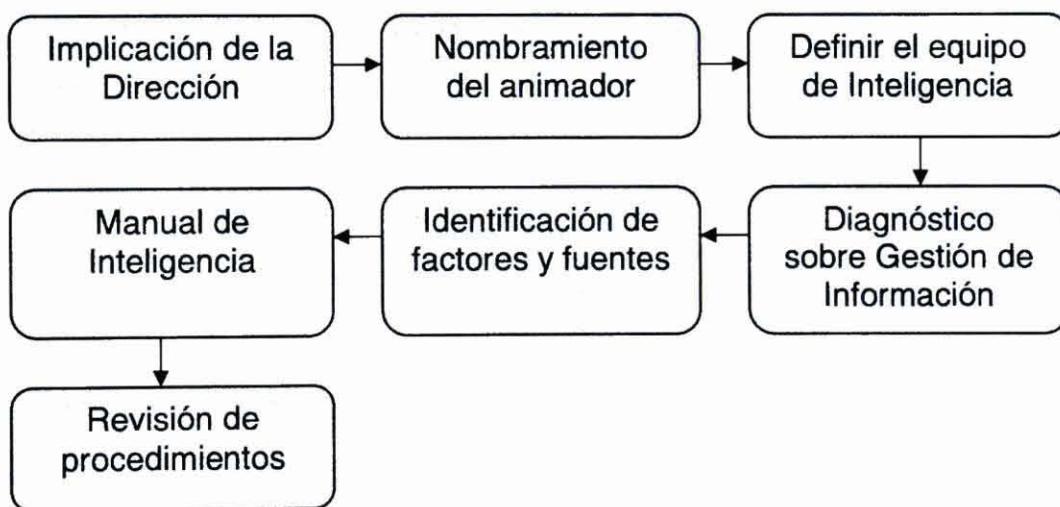 Implicación de la
Dirección
Nombramiento
del animador
Definir el equipo
de Inteligencia
Diagnóstico
sobre Gestión de
Información
Identificación de
factores y fuentes
Manual de
Inteligencia
Revisión de
procedimientos